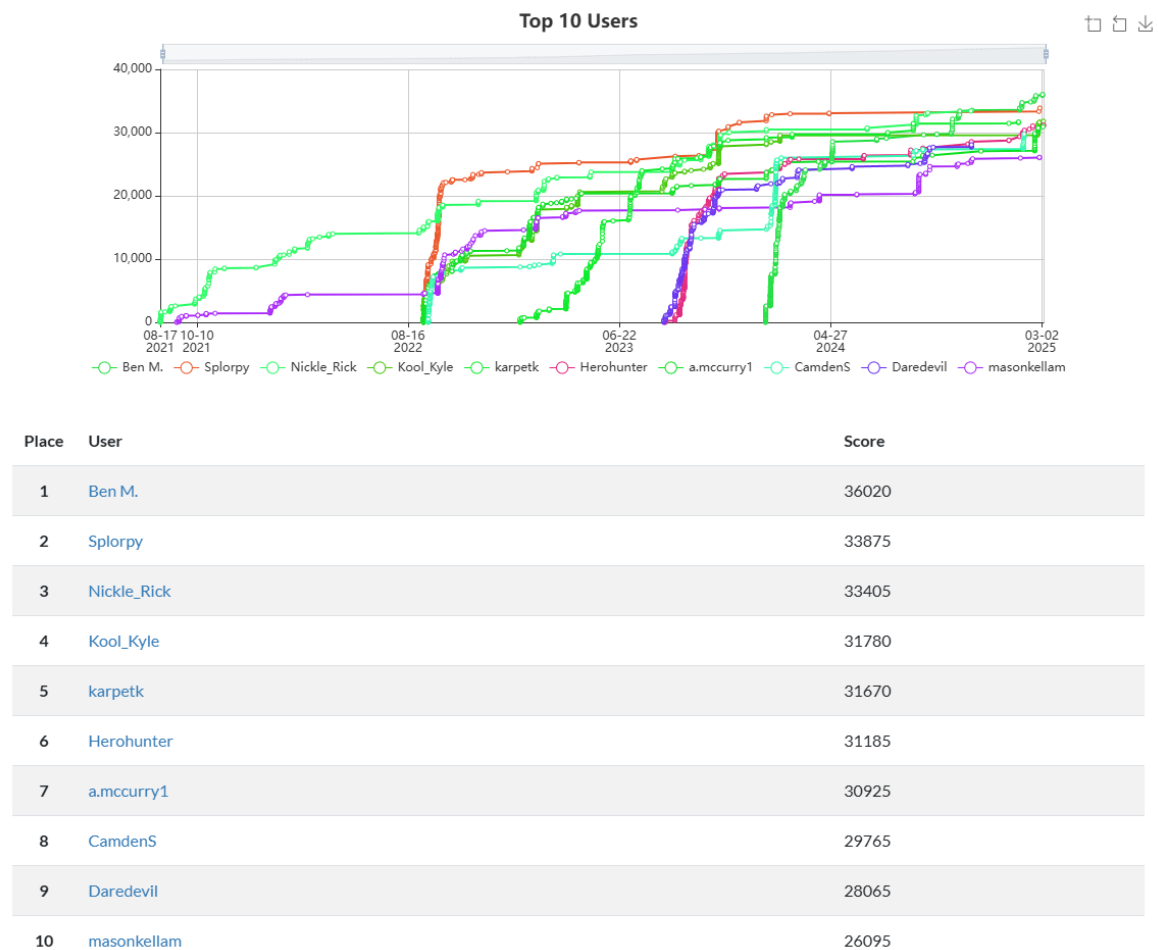 Top 10 Users
40,000
30,000
20,000
10,000
0
08-17 10-10 08-16 06-22 04-27 03-02
2021 2021 2022 2023 2024 2025
Ben M. Splorpy Nickle_Rick Kool_Kyle karpetk Herohunter a.mccurry1 CamdenS Daredevil masonkellam
Place User Score
1 Ben M. 36020
2 Splorpy 33875
3 Nickle_Rick 33405
4 Kool_Kyle 31780
5 karpetk 31670
6 Herohunter 31185
7 a.mccurry1 30925
8 CamdenS 29765
9 Daredevil 28065
10 masonkellam 26095